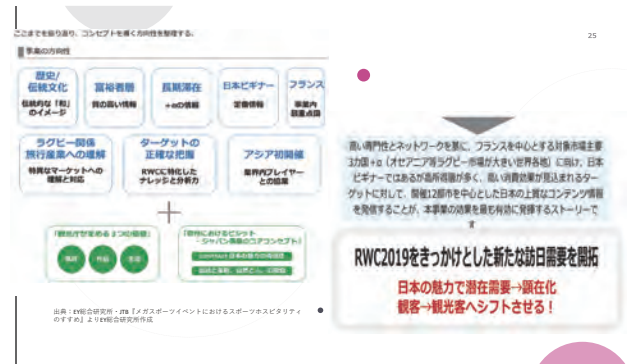 ここまでを振り返り、コンセプトを導く方向性を整理する。
25
事業の方向性
歴史/
伝統文化
伝統的な「和」
のイメージ
富裕者層
質の高い情報
長期滞在
+αの情報
日本ビギナー
定番情報
フランス
事業内
最重点国
ラグビー関係
旅行産業への理解
特異なマーケットへの
理解と対応
ターゲットの
正確な把握
RWCに特化した
ナレッジと分析力
アジア初開催
業界内プレイヤー
との協業
高い専門性とネットワークを基に、フランスを中心とする対象市場主要
3カ国+α(オセアニア等ラグビー市場が大きい世界各地)に向け、日本
ビギナーではあるが高所得層が多く、高い消費効果が見込まれるター
ゲットに対して、開催12都市を中心とした日本の上質なコンテンツ情報
を発信することが、本事業の効果を最も有効に発揮するストーリーで
す
RWC2019をきっかけとした新たな訪日需要を開拓
日本の魅力で潜在需要→顕在化
観客→観光客へシフトさせる!
出典:EY総合研究所・JTB『メガスポーツイベントにおけるスポーツホスピタリティ
のすすめ』よりEY総合研究所作成